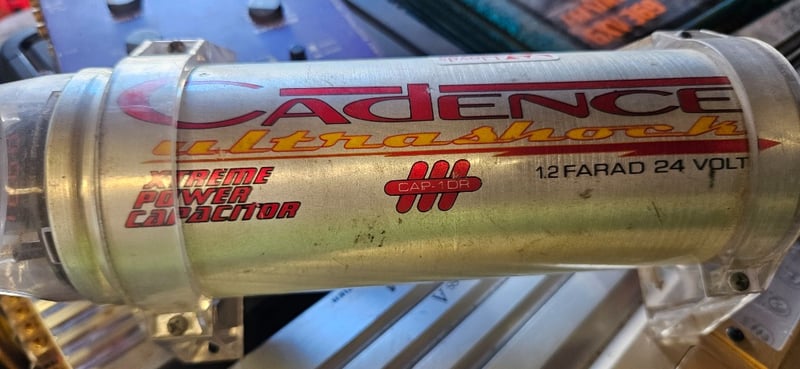 CADENCE
ultrashock
XTREME
POWER
CAPACITOR
CAP-1DR
1.2 FARAD 24 VOLT